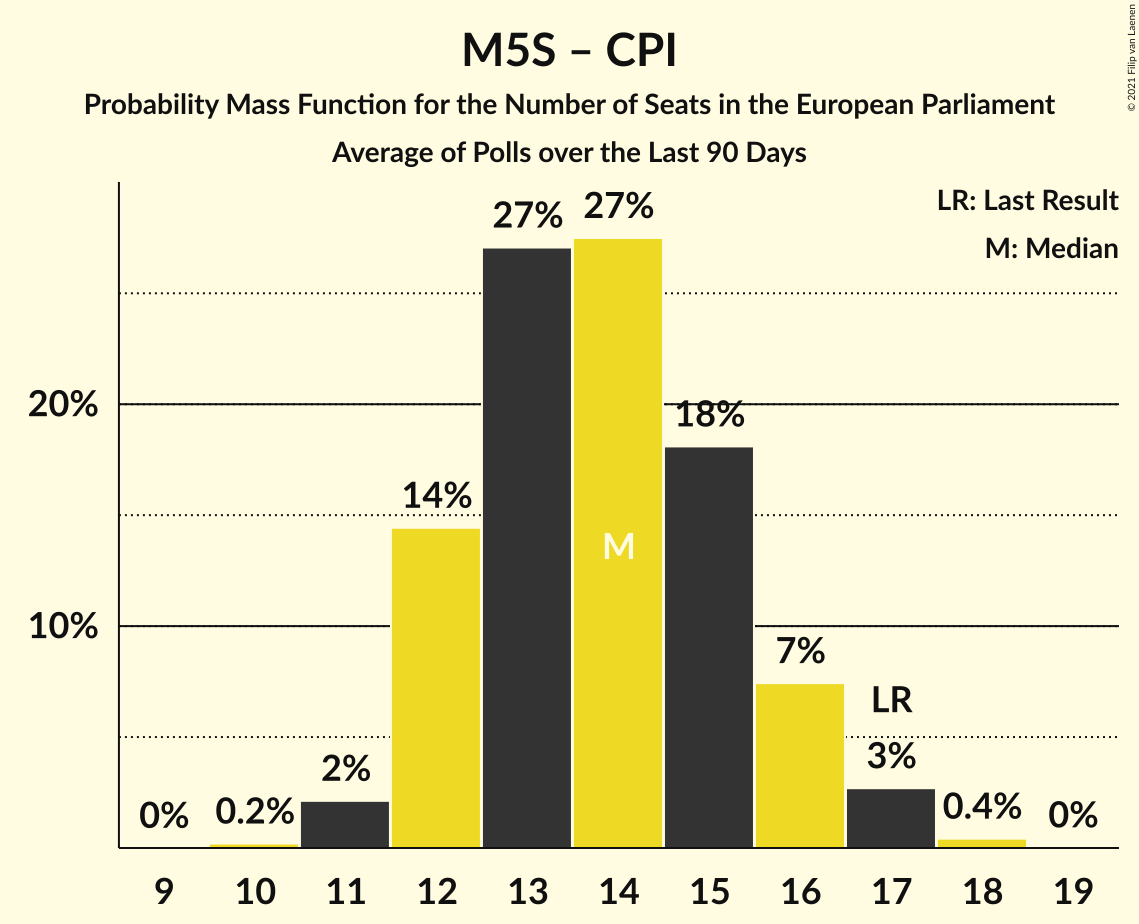 M5S – CPI
Probability Mass Function for the Number of Seats in the European Parliament
Average of Polls over the Last 90 Days
© 2021 Filip van Laenen
LR: Last Result
M: Median
20%
10%
0%
0.2%
2%
14%
27%
27%
M
18%
7%
LR
3%
0.4%
0%
9 10 11 12 13 14 15 16 17 18 19